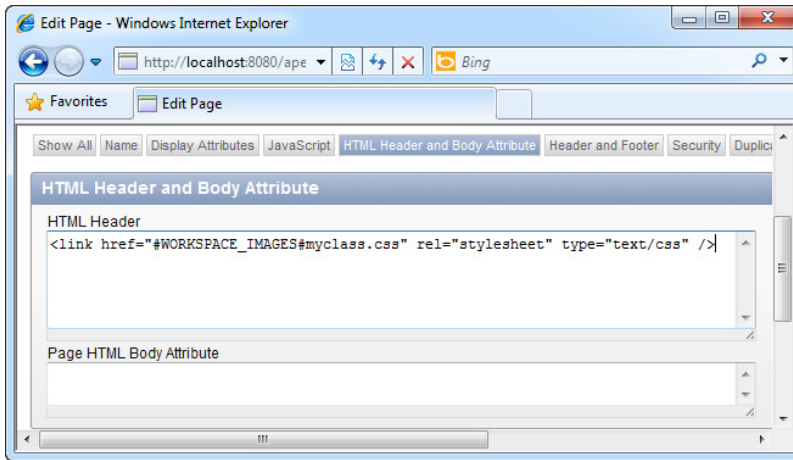 Edit Page - Windows Internet Explorer
http://localhost:8080/ape
Bing
Favorites
Edit Page
Show All Name Display Attributes JavaScript HTML Header and Body Attribute Header and Footer Security Duplica
HTML Header and Body Attribute
HTML Header
<link href="#WORKSPACE_IMAGES#myclass.css" rel="stylesheet" type="text/css" />
Page HTML Body Attribute